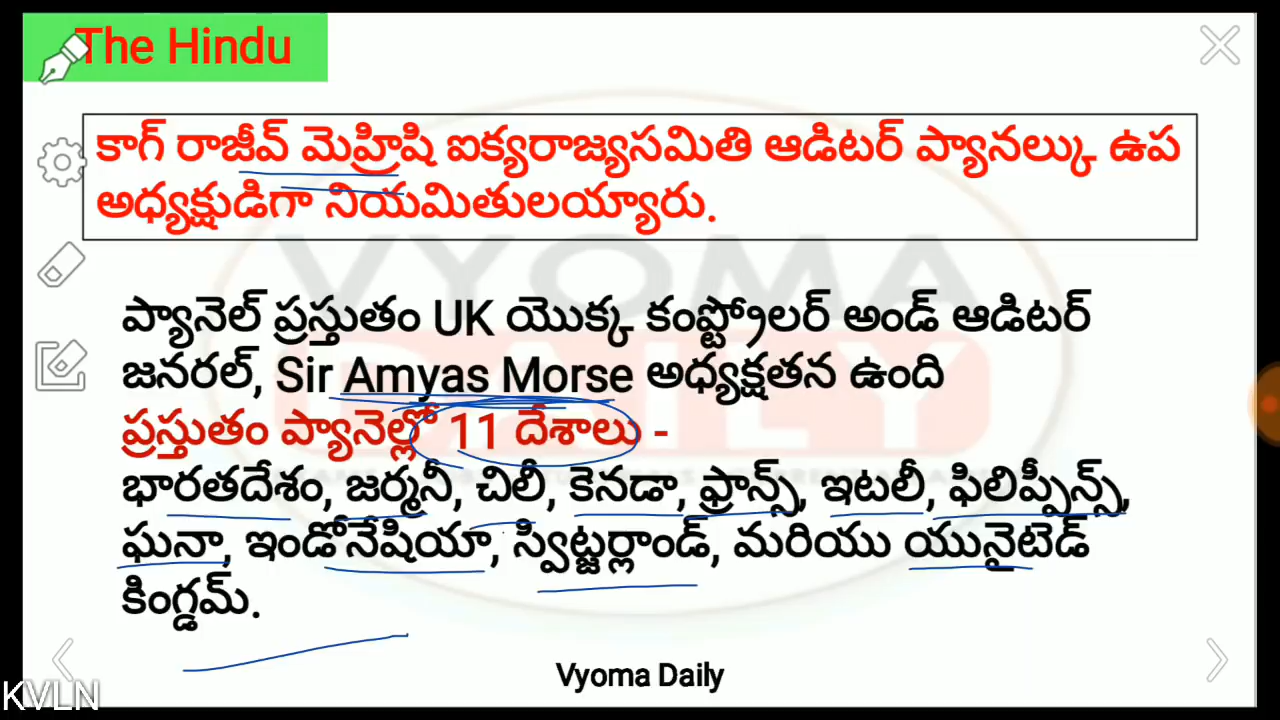 The Hindu
కాగ్ రాజీవ్ మెహ్రిషి ఐక్యరాజ్యసమితి ఆడిటర్ ప్యానల్కు ఉప
అధ్యక్షుడిగా నియమితులయ్యారు.
ప్యానెల్ ప్రస్తుతం UK యొక్క కంప్ట్రోలర్ అండ్ ఆడిటర్
జనరల్, Sir Amyas Morse అధ్యక్షతన ఉంది
ప్రస్తుతం ప్యానెల్లో 11 దేశాలు -
భారతదేశం, జర్మనీ, చిలీ, కెనడా, ఫ్రాన్స్, ఇటలీ, ఫిలిప్పీన్స్,
ఘనా, ఇండోనేషియా, స్విట్జర్లాండ్, మరియు యునైటెడ్
కింగ్డమ్.
Vyoma Daily
KVLN
VYOMA
DAILY